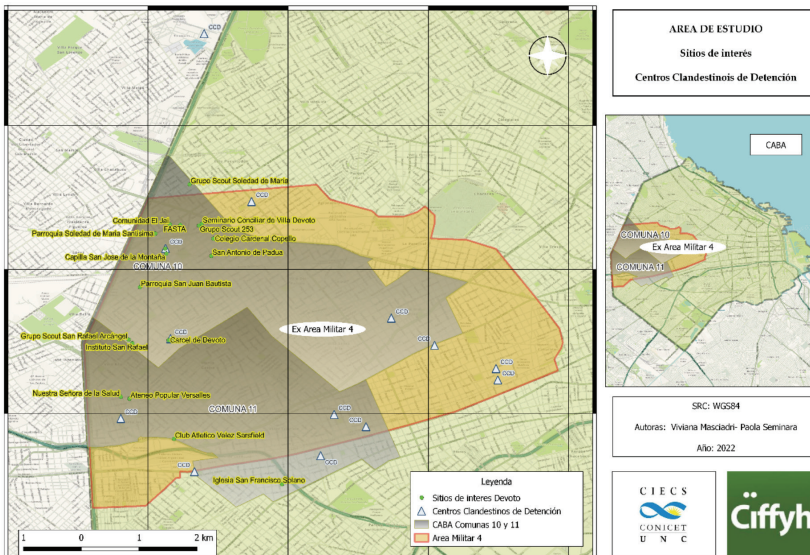 CCD
Grupo Scout Soledad de María
CCD
Comunidad El Jai
Seminario Conciliar de Villa Devoto
FASTA
Grupo Scout 253
Parroquia Soledad de Maria Santísima
Colegio Cardenal Copello
CCD
Capilla San Jose de la Montaña
San Antonio de Padua
COMUNA 10
Parroquia San Juan Bautista
CCD
Ex Area Militar 4
Grupo Scout San Rafael Arcángel
Carcel de Devoto
Instituto San Rafael
CCD
CCD
CCD
CCD
Nuestra Señora de la Salud
Ateneo Popular Versalles
COMUNA 11
CCD
CCD
CCD
Club Atletico Velez Sarsfield
CCD
CCD
Iglesia San Francisco Solano
Leyenda
Sitios de interes Devoto
Centros Clandestinos de Detención
CABA Comunas 10 y 11
Area Militar 4
1 0 1 2 km
AREA DE ESTUDIO
Sitios de interés
Centros Clandestinois de Detención
CABA
COMUNA 10
Ex Area Militar 4
COMUNA 11
SRC: WGS84
Autoras: Viviana Masciadri- Paola Seminara
Año: 2022
CIECS
CONICET
UNC
Ciffyh